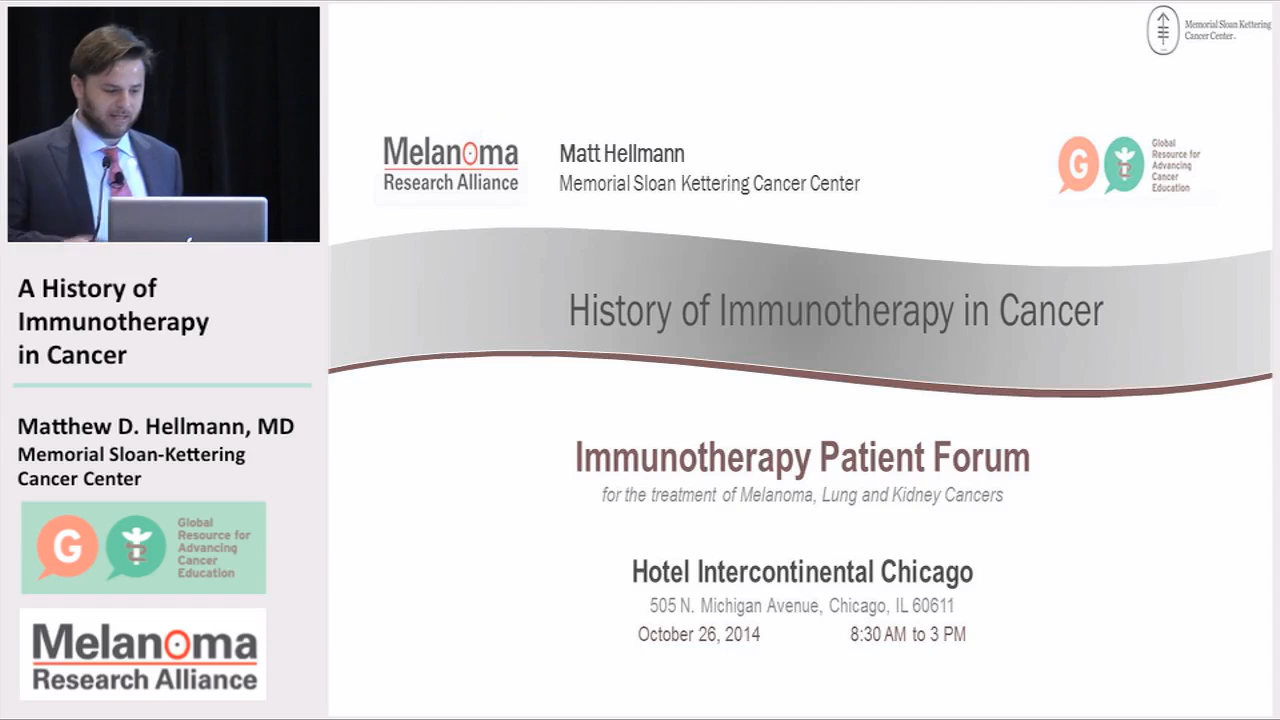 Memorial Sloan Kettering
Cancer Center.
Melanoma
Research Alliance
Matt Hellmann
Memorial Sloan Kettering Cancer Center
G
Global
Resource for
Advancing
Cancer
Education
History of Immunotherapy in Cancer
Immunotherapy Patient Forum
for the treatment of Melanoma, Lung and Kidney Cancers
Hotel Intercontinental Chicago
505 N. Michigan Avenue, Chicago, IL 60611
October 26, 2014 8:30 AM to 3 PM
A History of
Immunotherapy
in Cancer
Matthew D. Hellmann, MD
Memorial Sloan-Kettering
Cancer Center
G
Global
Resource for
Advancing
Cancer
Education
Melanoma
Research Alliance